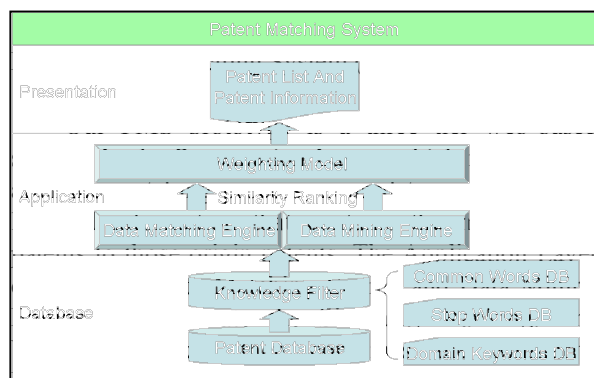 Patent Matching System
Presentation
Patent List And
Patent Information
Weighting Model
Application
Similarity Ranking
Data Matching Engine
Data Mining Engine
Database
Knowledge Filter
Common Words DB
Stop Words DB
Patent Database
Domain Keywords DB